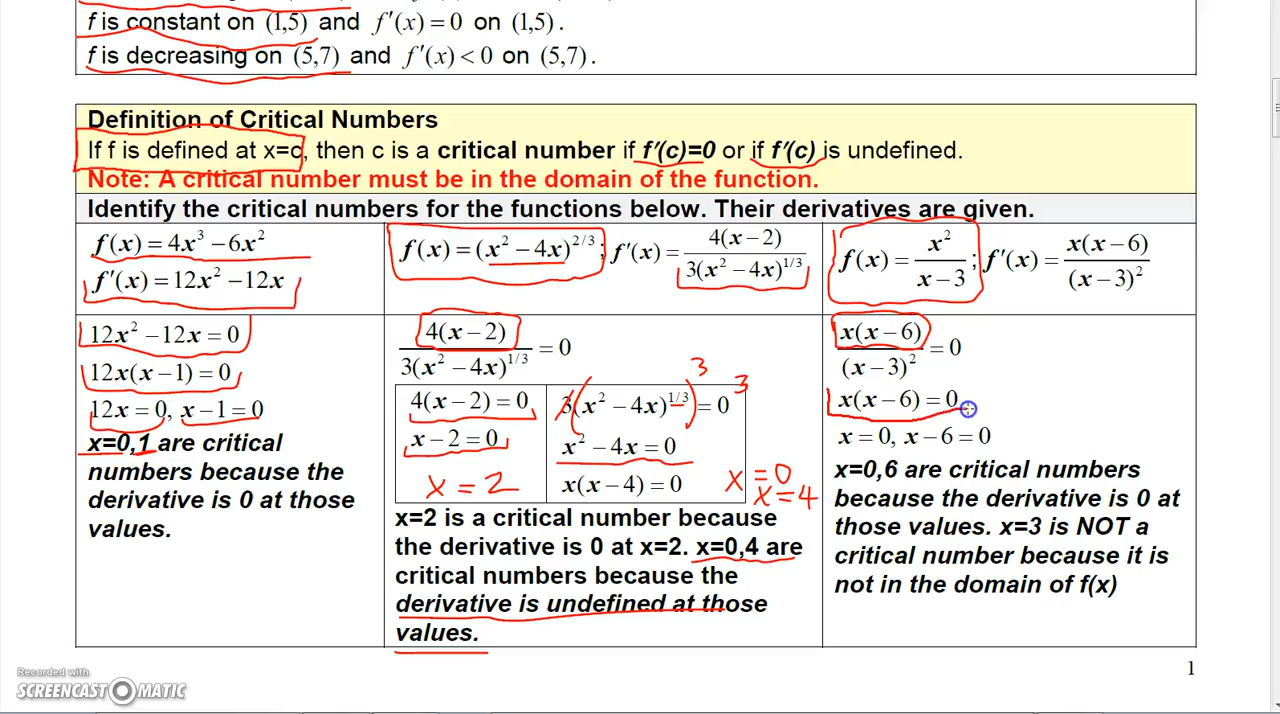 f is constant on (1,5) and f′(x) = 0 on (1,5).
f is decreasing on (5,7) and f′(x) < 0 on (5,7).
Definition of Critical Numbers
If f is defined at x=c, then c is a critical number if f′(c)=0 or if f′(c) is undefined.
Note: A critical number must be in the domain of the function.
Identify the critical numbers for the functions below. Their derivatives are given.
f(x) = 4x³ − 6x²
f′(x) = 12x² − 12x
f(x) = (x² − 4x)^(2/3); f′(x) = 4(x − 2) / 3(x² − 4x)^(1/3)
f(x) = x² / (x − 3); f′(x) = x(x − 6) / (x − 3)²
12x² − 12x = 0
12x(x − 1) = 0
12x = 0, x − 1 = 0
x=0,1 are critical
numbers because the
derivative is 0 at those
values.
4(x − 2) / 3(x² − 4x)^(1/3) = 0
4(x − 2) = 0
x − 2 = 0
x = 2
3(x² − 4x)^(1/3) = 0
3
3
x² − 4x = 0
x(x − 4) = 0
x = 0
x = 4
x=2 is a critical number because
the derivative is 0 at x=2. x=0,4 are
critical numbers because the
derivative is undefined at those
values.
x(x − 6) / (x − 3)² = 0
x(x − 6) = 0
x = 0, x − 6 = 0
x=0,6 are critical numbers
because the derivative is 0 at
those values. x=3 is NOT a
critical number because it is
not in the domain of f(x)
1
Recorded with
SCREENCAST-O-MATIC